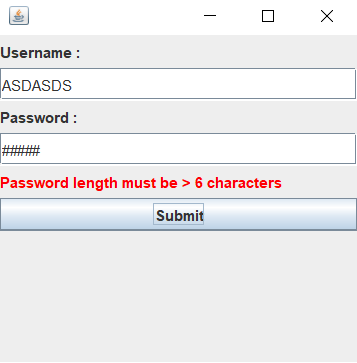 Username :
ASDASDS
Password :
#####
Password length must be > 6 characters
Submit